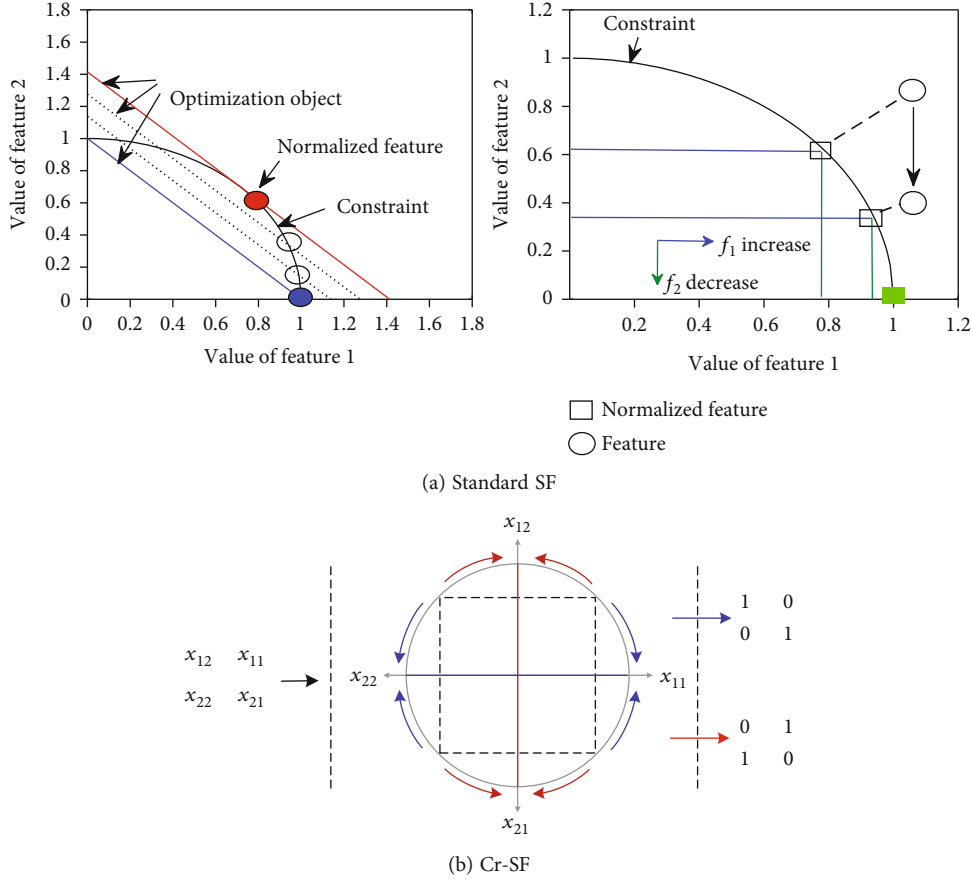 1.8
1.6
1.4
1.2
1
0.8
0.6
0.4
0.2
0
Value of feature 2
Optimization object
Normalized feature
Constraint
0 0.2 0.4 0.6 0.8 1.0 1.2 1.4 1.6 1.8
Value of feature 1
1.2
1
0.8
0.6
0.4
0.2
0
Value of feature 2
Constraint
f1 increase
f2 decrease
0.2 0.4 0.6 0.8 1 1.2
Value of feature 1
Normalized feature
Feature
(a) Standard SF
x12 x11
x22 x21
x12
x22
x11
x21
1 0
0 1
0 1
1 0
(b) Cr-SF